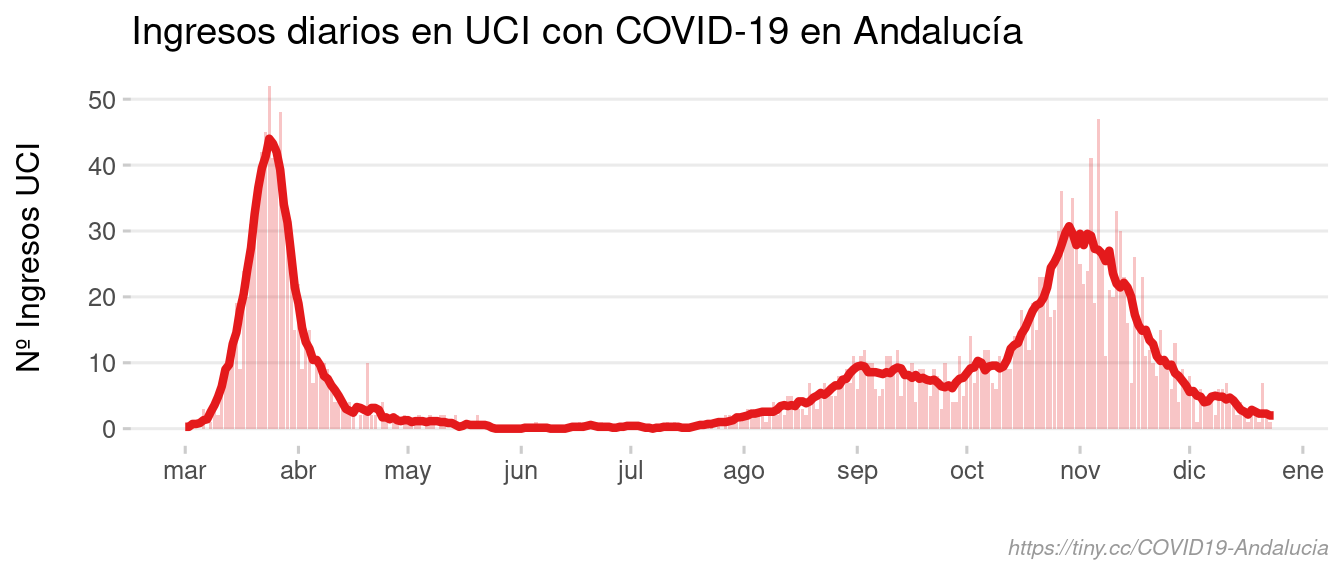 Ingresos diarios en UCI con COVID-19 en Andalucía
Nº Ingresos UCI
50
40
30
20
10
0
mar abr may jun jul ago sep oct nov dic ene
https://tiny.cc/COVID19-Andalucia